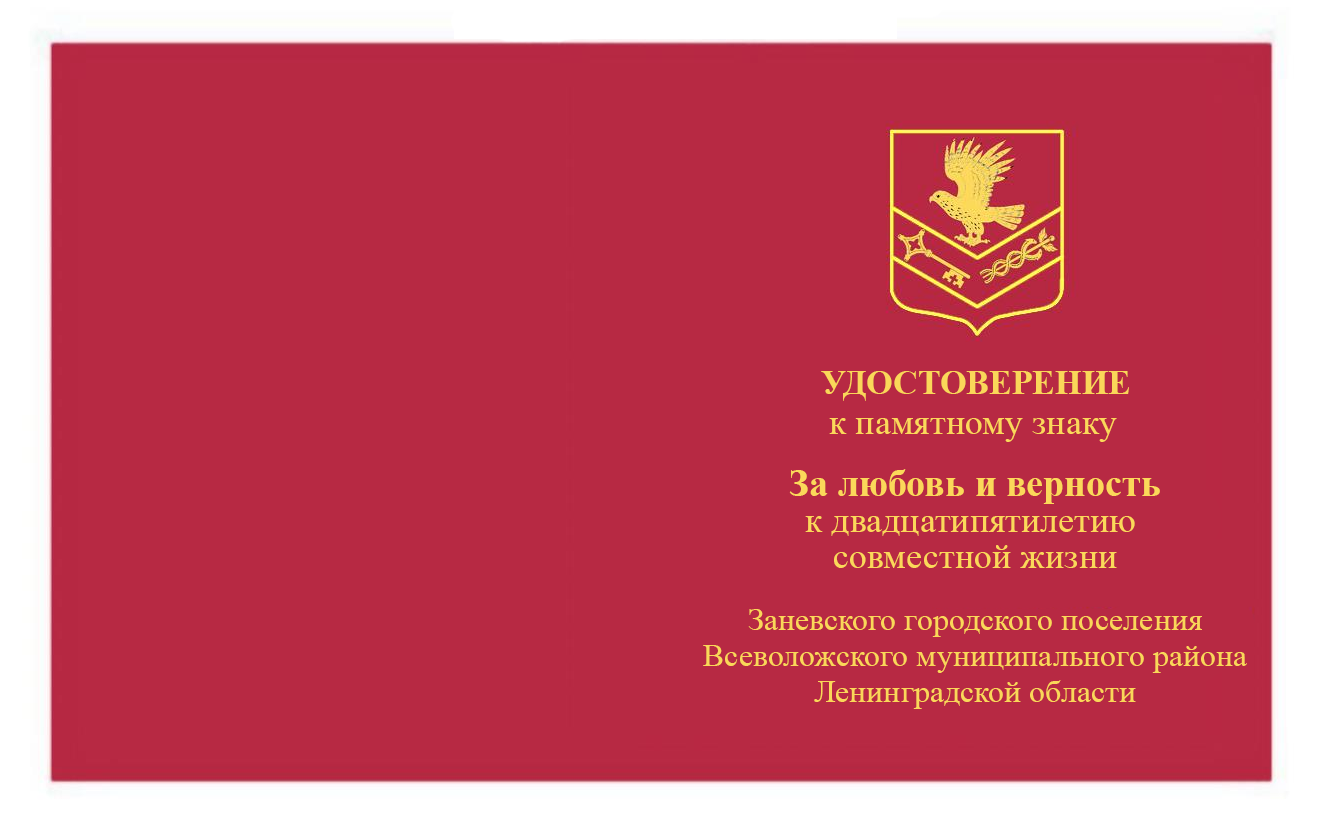 УДОСТОВЕРЕНИЕ
к памятному знаку
За любовь и верность
к двадцатипятилетию
совместной жизни
Заневского городского поселения
Всеволожского муниципального района
Ленинградской области